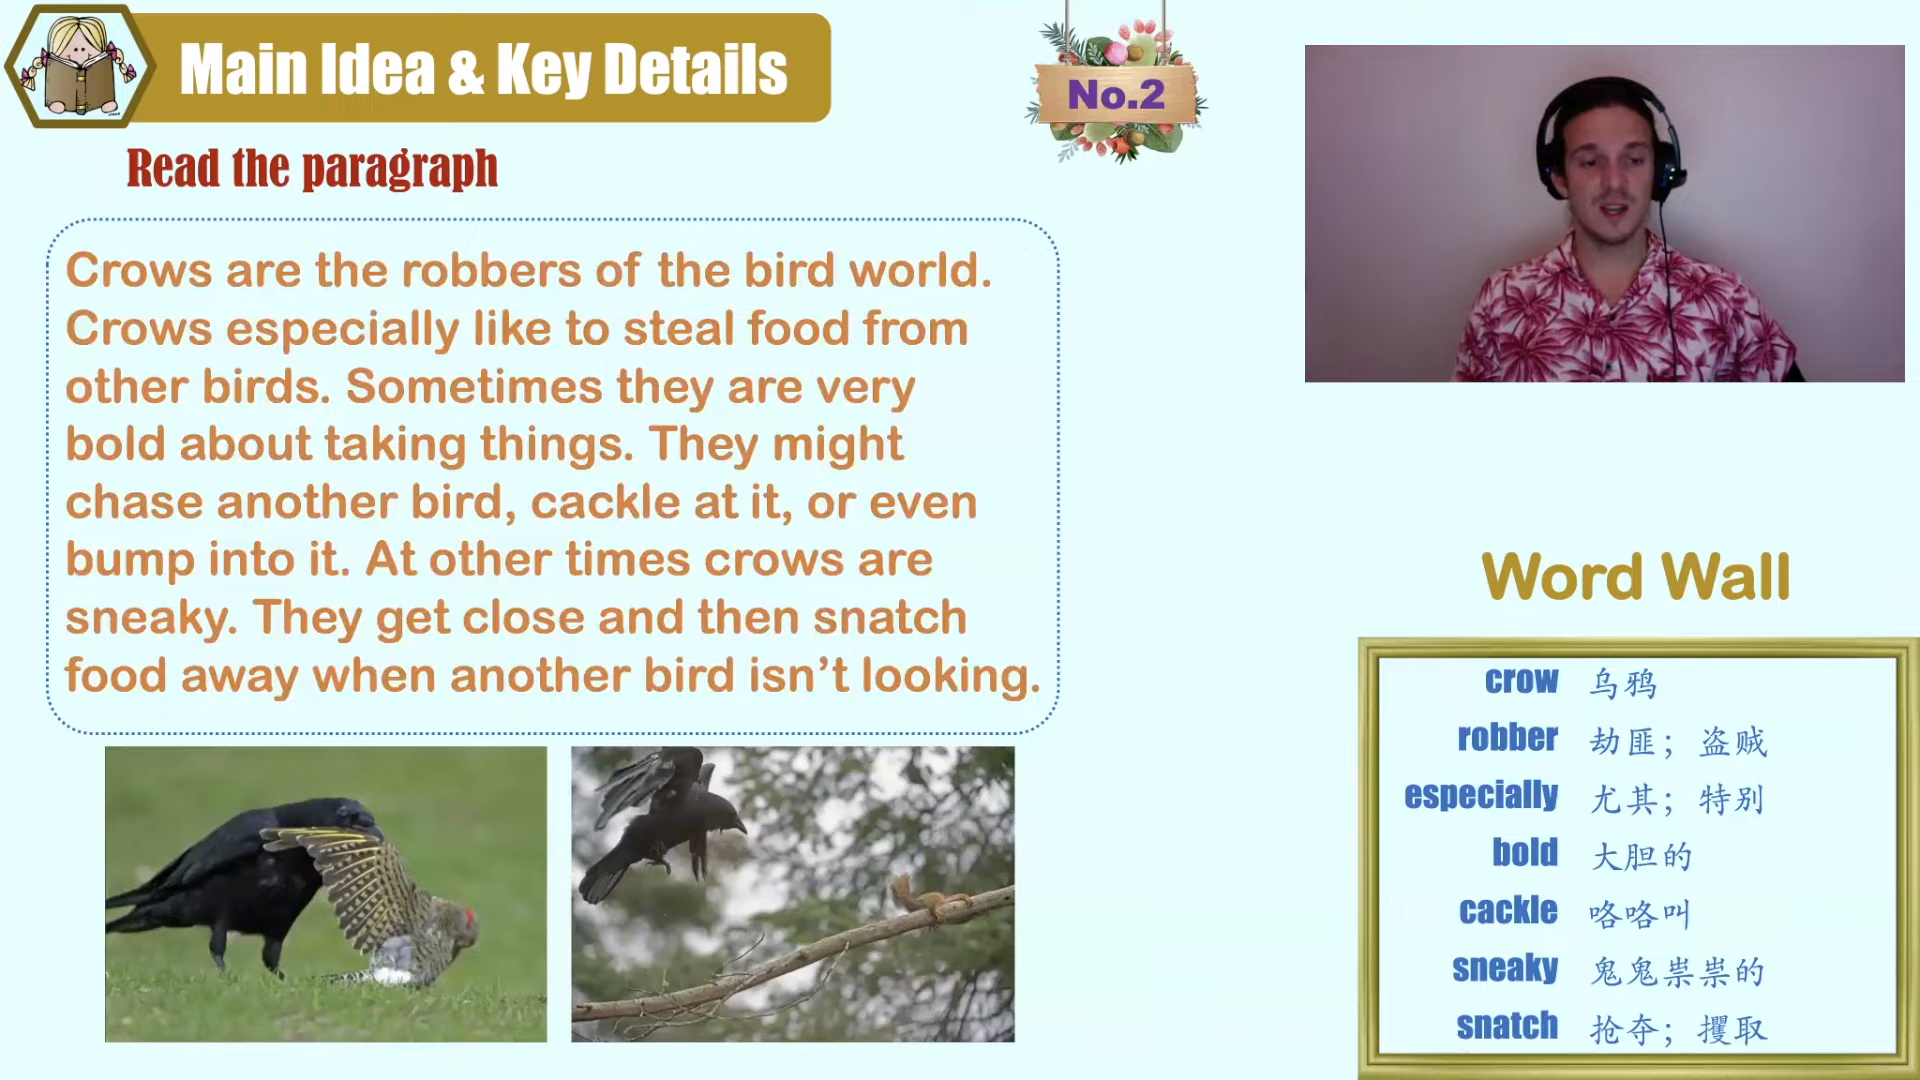 Main Idea & Key Details
No.2
Read the paragraph
Crows are the robbers of the bird world.
Crows especially like to steal food from
other birds. Sometimes they are very
bold about taking things. They might
chase another bird, cackle at it, or even
bump into it. At other times crows are
sneaky. They get close and then snatch
food away when another bird isn’t looking.
Word Wall
crow 乌鸦
robber 劫匪；盗贼
especially 尤其；特别
bold 大胆的
cackle 咯咯叫
sneaky 鬼鬼祟祟的
snatch 抢夺；攫取